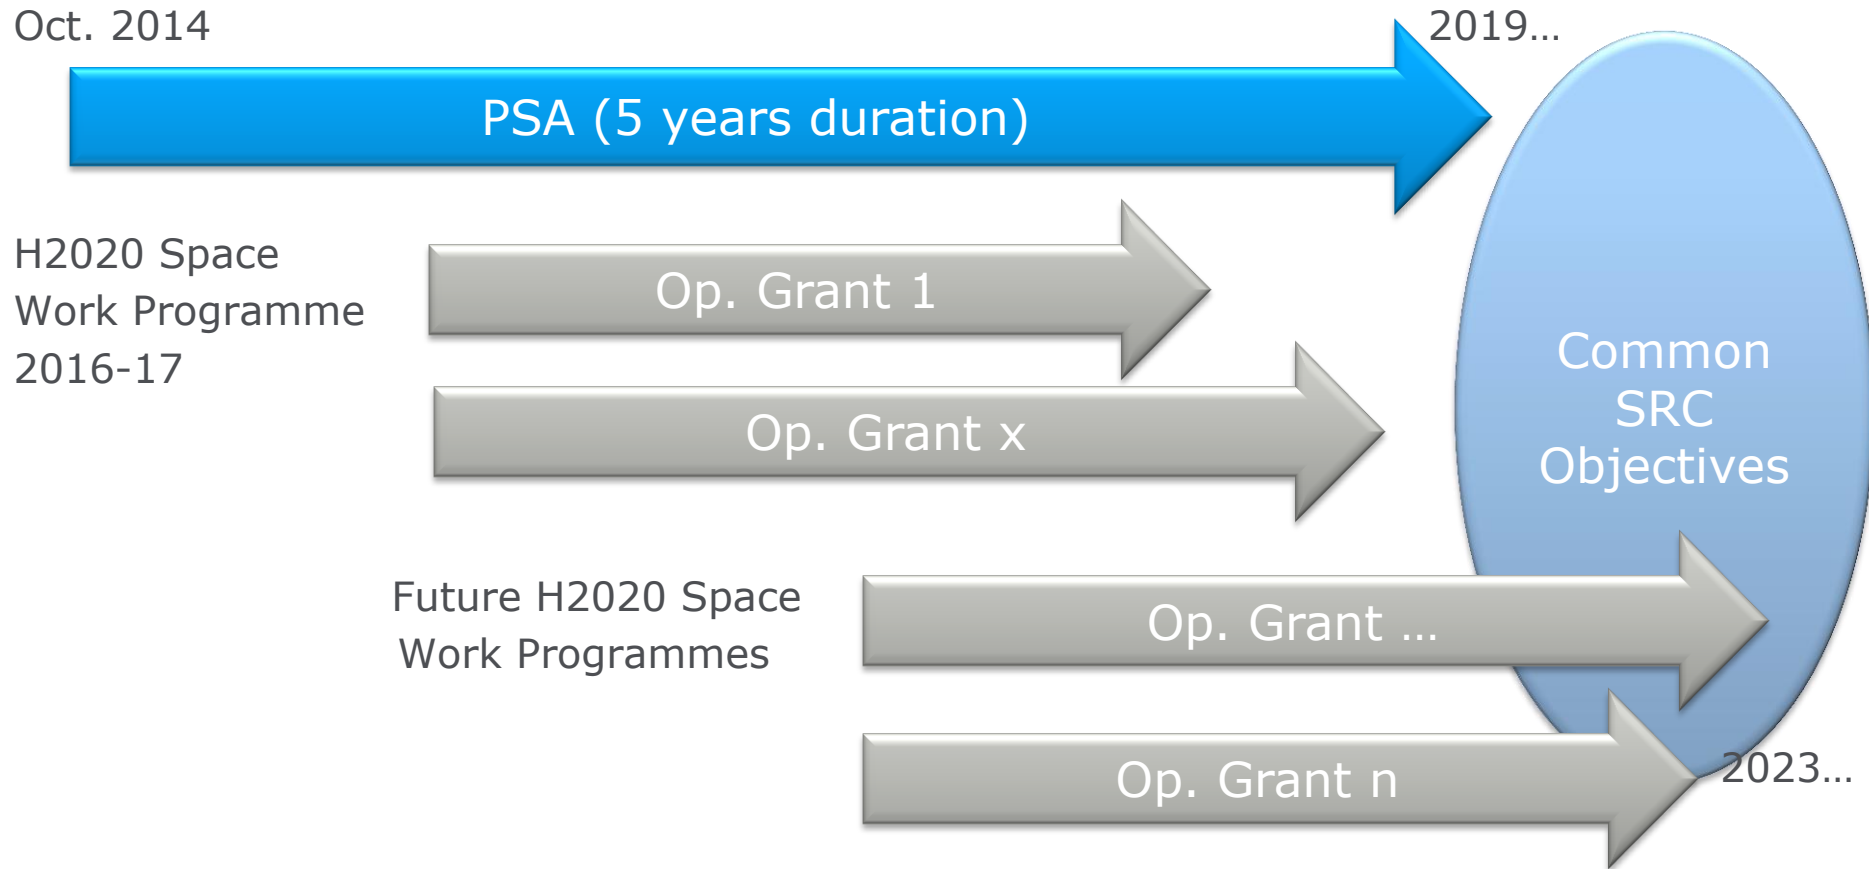 Oct. 2014
2019...
PSA (5 years duration)
H2020 Space
Work Programme
2016-17
Op. Grant 1
Op. Grant x
Common
SRC
Objectives
Future H2020 Space
Work Programmes
Op. Grant ...
Op. Grant n
2023...